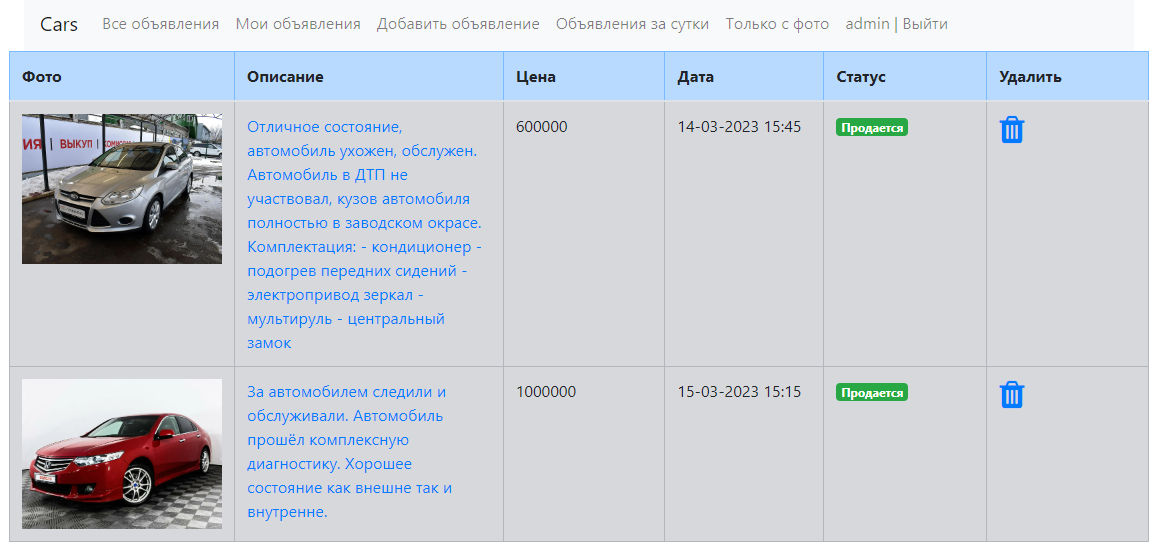 Cars Все объявления Мои объявления Добавить объявление Объявления за сутки Только с фото admin | Выйти
Фото Описание Цена Дата Статус Удалить
ИЯ | ВЫКУП |
Отличное состояние,
автомобиль ухожен, обслужен.
Автомобиль в ДТП не
участвовал, кузов автомобиля
полностью в заводском окрасе.
Комплектация: - кондиционер -
подогрев передних сидений -
электропривод зеркал -
мультируль - центральный
замок
600000
14-03-2023 15:45
Продается
За автомобилем следили и
обслуживали. Автомобиль
прошёл комплексную
диагностику. Хорошее
состояние как внешне так и
внутренне.
1000000
15-03-2023 15:15
Продается